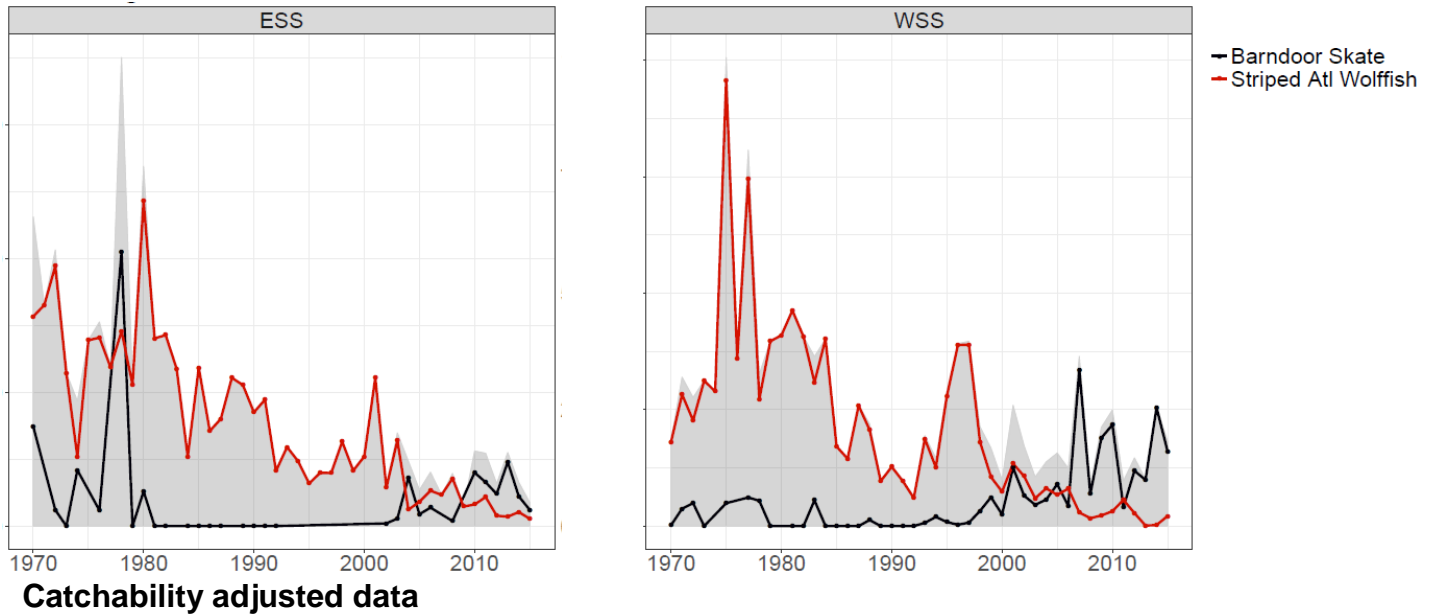 ESS
WSS
Barndoor Skate
Striped Atl Wolffish
1970 1980 1990 2000 2010
1970 1980 1990 2000 2010
Catchability adjusted data